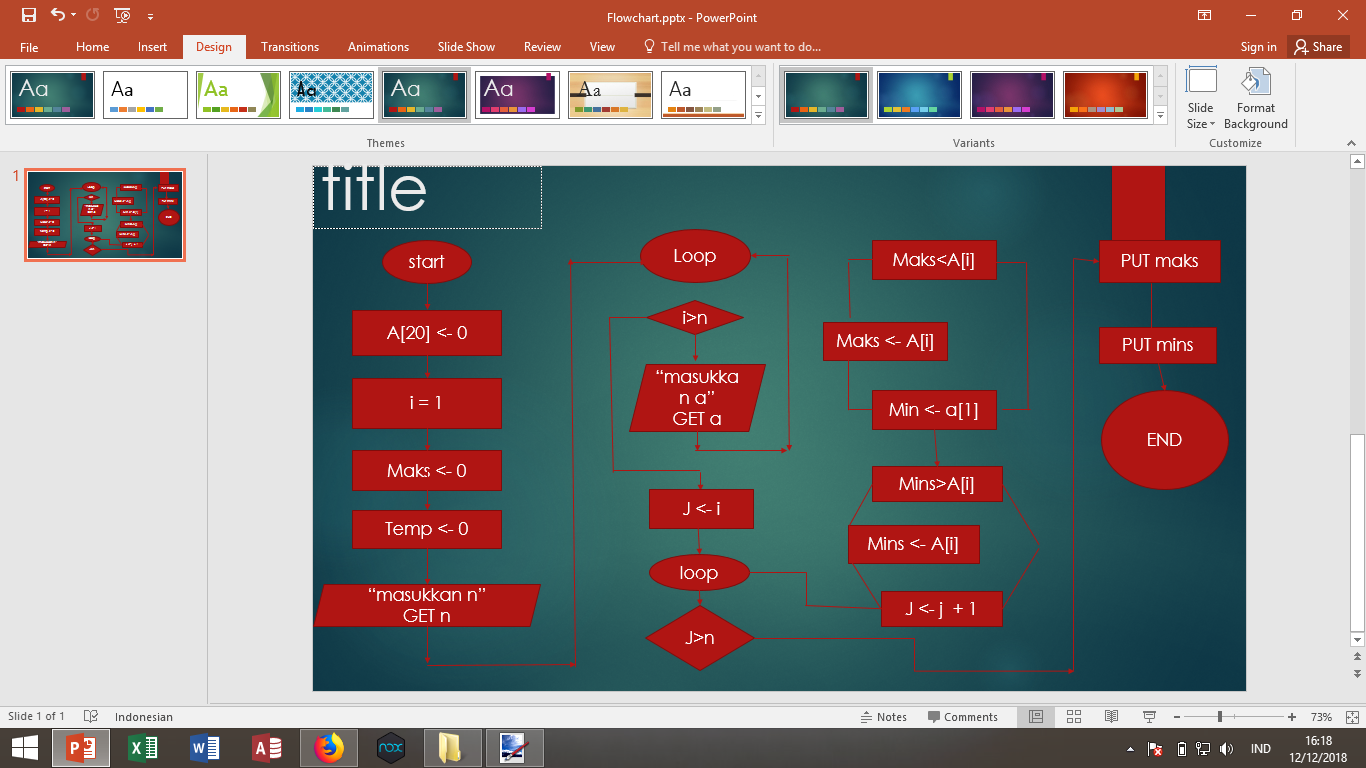 Flowchart.pptx - PowerPoint
File Home Insert Design Transitions Animations Slide Show Review View Tell me what you want to do... Sign in Share
Aa Aa Aa Aa Aa Aa Aa Aa
Slide Size
Format Background
Themes
Variants
Customize
1
title
start
A[20] <- 0
i = 1
Maks <- 0
Temp <- 0
“masukkan n”
GET n
Loop
i>n
“masukka
n a”
GET a
J <- i
loop
J>n
Maks<A[i]
Maks <- A[i]
Min <- a[1]
Mins>A[i]
Mins <- A[i]
J <- j + 1
PUT maks
PUT mins
END
Slide 1 of 1 Indonesian Notes Comments 73%
nox
IND
16:18
12/12/2018